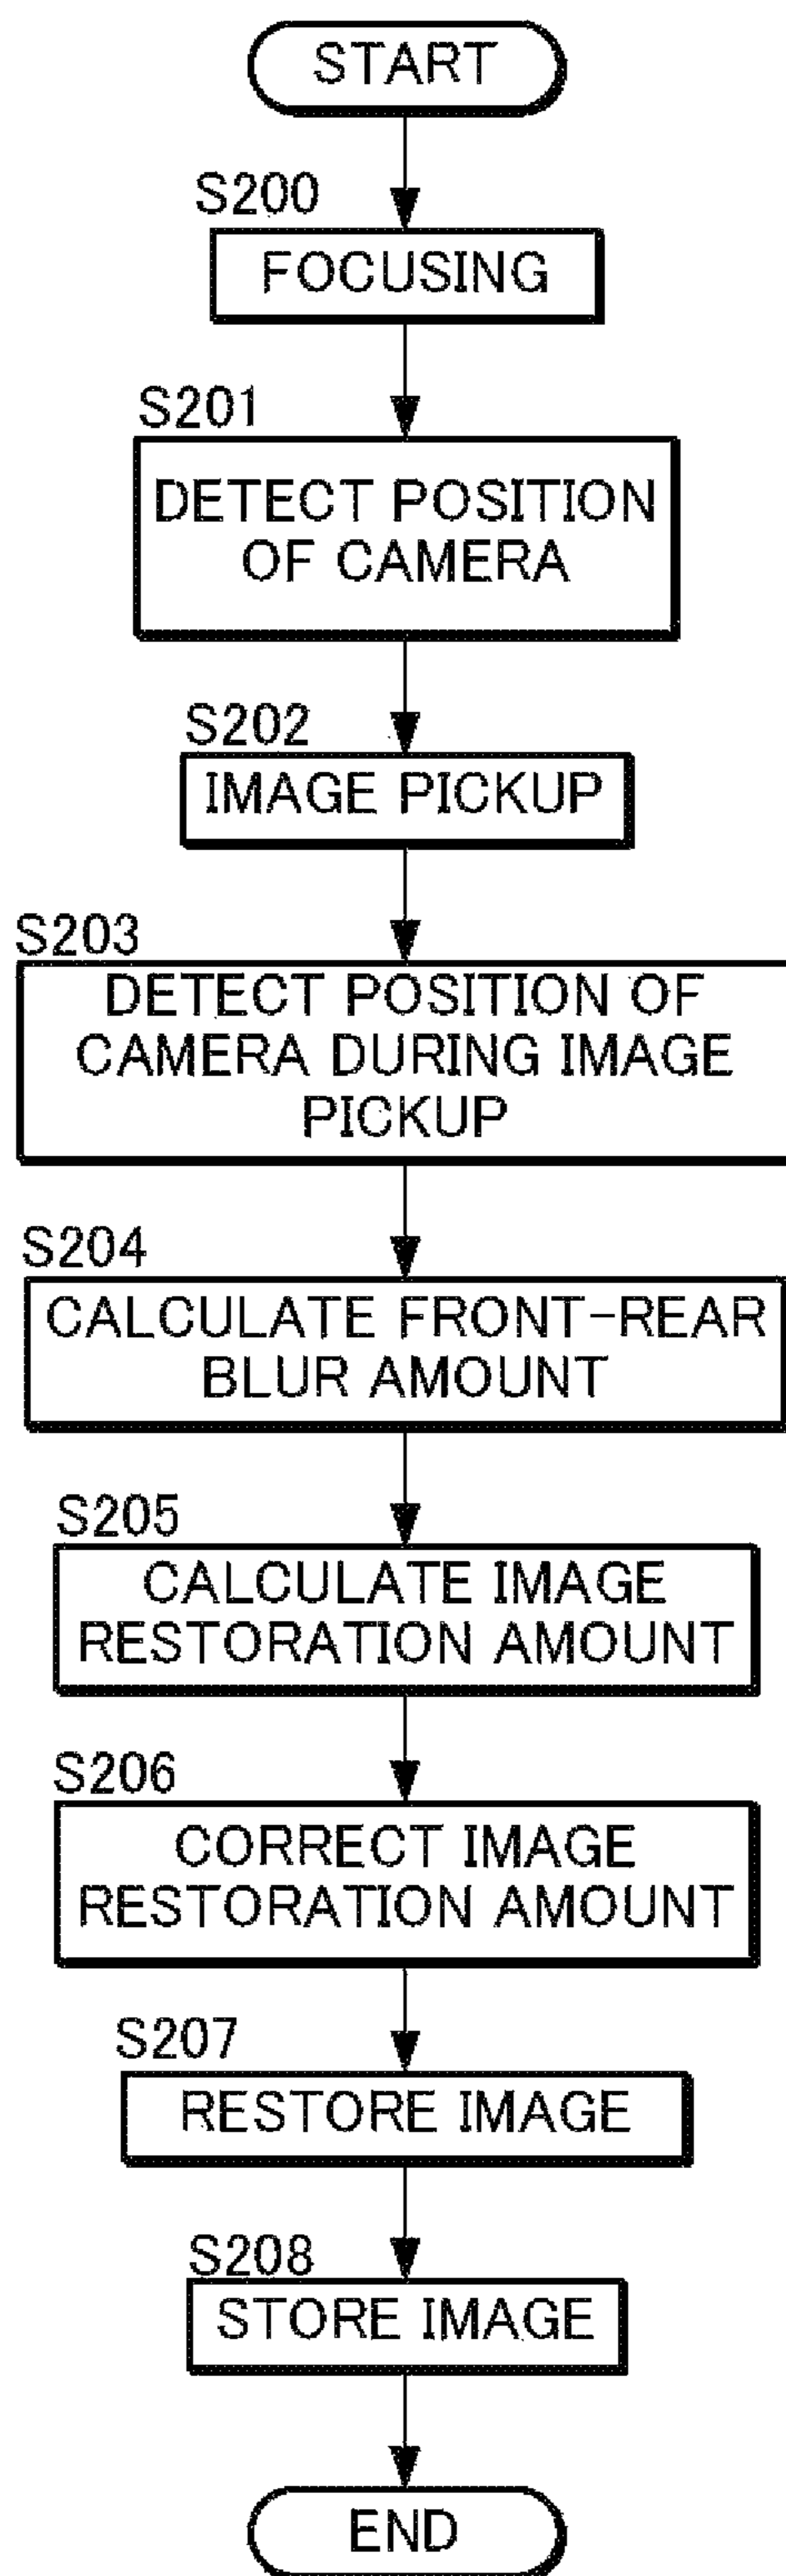 START
S200
FOCUSING
S201
DETECT POSITION
OF CAMERA
S202
IMAGE PICKUP
S203
DETECT POSITION OF
CAMERA DURING IMAGE
PICKUP
S204
CALCULATE FRONT-REAR
BLUR AMOUNT
S205
CALCULATE IMAGE
RESTORATION AMOUNT
S206
CORRECT IMAGE
RESTORATION AMOUNT
S207
RESTORE IMAGE
S208
STORE IMAGE
END